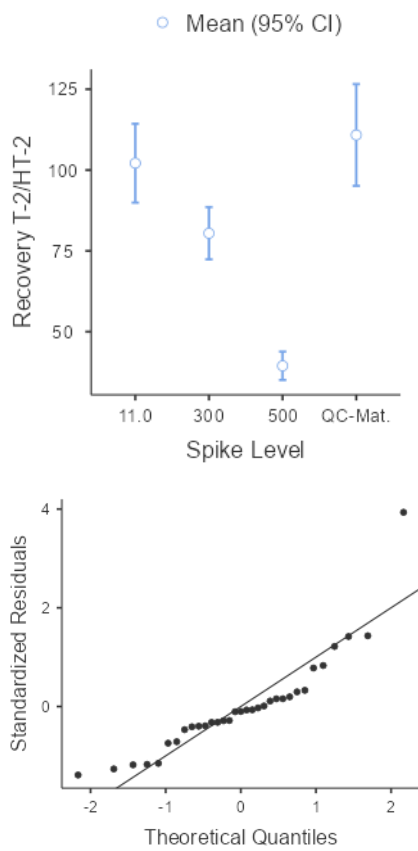 Mean (95% CI)
125
100
75
50
Recovery T-2/HT-2
11.0 300 500 QC-Mat.
Spike Level
4
2
0
Standardized Residuals
-2 -1 0 1 2
Theoretical Quantiles